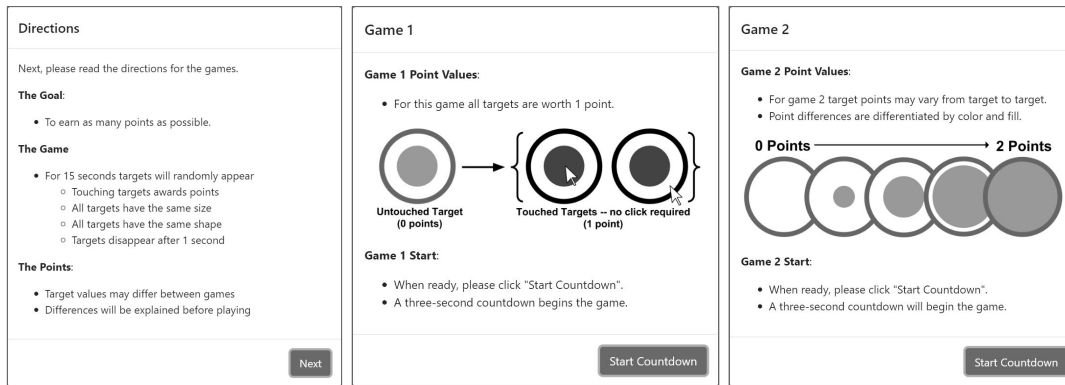 Directions
Next, please read the directions for the games.
The Goal:
To earn as many points as possible.
The Game
For 15 seconds targets will randomly appear
Touching targets awards points
All targets have the same size
All targets have the same shape
Targets disappear after 1 second
The Points:
Target values may differ between games
Differences will be explained before playing
Next
Game 1
Game 1 Point Values:
For this game all targets are worth 1 point.
Untouched Target
(0 points)
Touched Targets -- no click required
(1 point)
Game 1 Start:
When ready, please click "Start Countdown".
A three-second countdown begins the game.
Start Countdown
Game 2
Game 2 Point Values:
For game 2 target points may vary from target to target.
Point differences are differentiated by color and fill.
0 Points
2 Points
Game 2 Start:
When ready, please click "Start Countdown".
A three-second countdown will begin the game.
Start Countdown